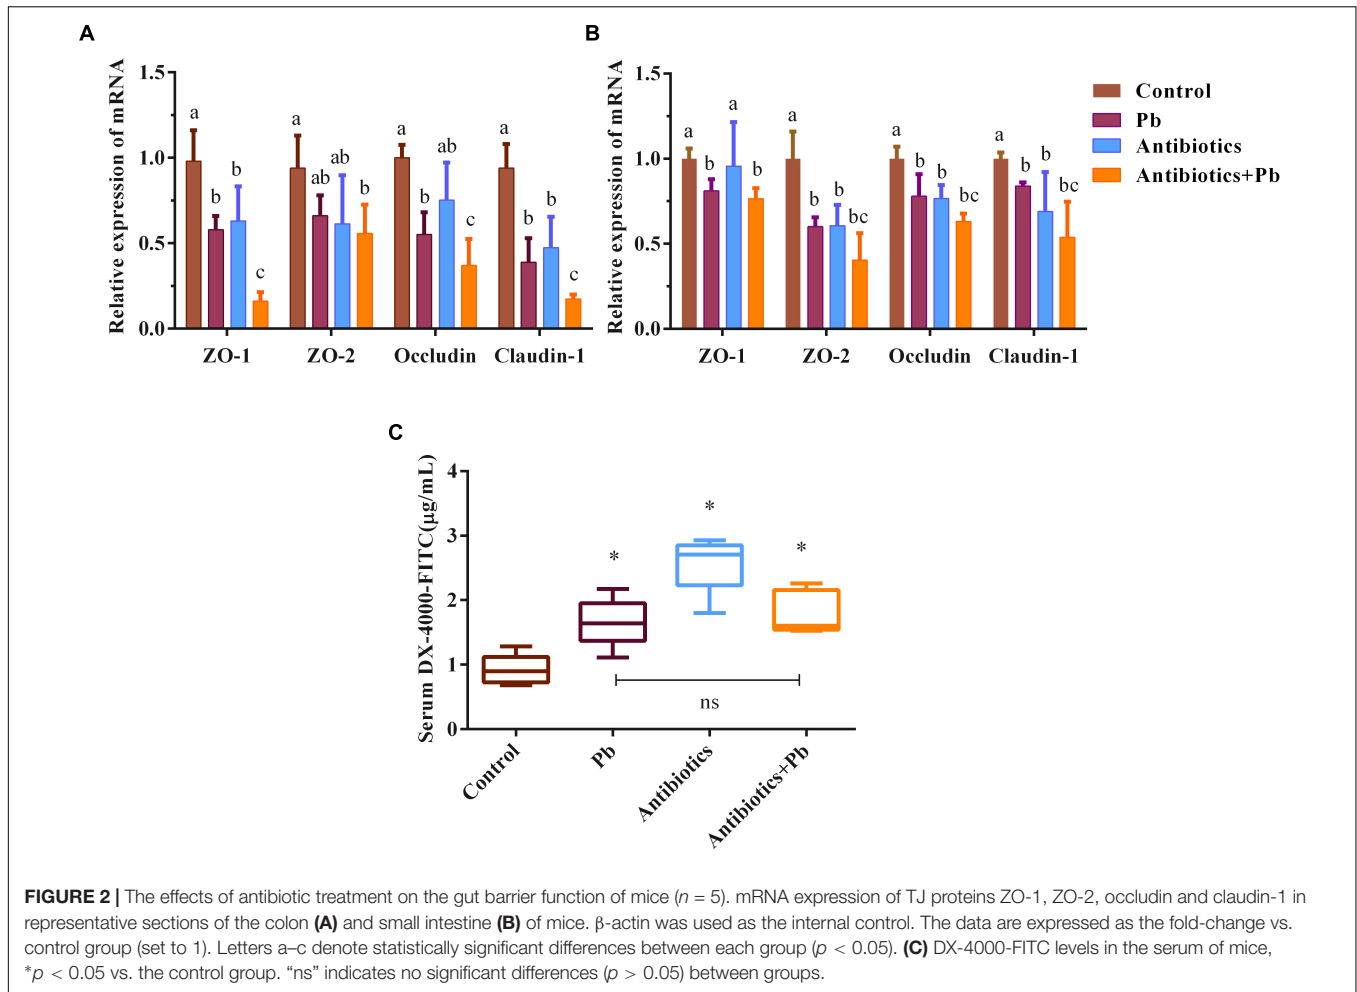 A
B
Relative expression of mRNA
1.5
1.0
0.5
0.0
a
b
b
c
a
ab
ab
b
a
b
ab
c
a
b
b
c
ZO-1
ZO-2
Occludin
Claudin-1
Relative expression of mRNA
1.5
1.0
0.5
0.0
a
b
a
b
a
b
b
bc
a
b
b
bc
a
b
b
bc
ZO-1
ZO-2
Occludin
Claudin-1
Control
Pb
Antibiotics
Antibiotics+Pb
C
Serum DX-4000-FITC(μg/mL)
4
3
2
1
0
*
*
*
ns
Control
Pb
Antibiotics
Antibiotics+Pb
FIGURE 2 | The effects of antibiotic treatment on the gut barrier function of mice (n = 5). mRNA expression of TJ proteins ZO-1, ZO-2, occludin and claudin-1 in
representative sections of the colon (A) and small intestine (B) of mice. β-actin was used as the internal control. The data are expressed as the fold-change vs.
control group (set to 1). Letters a–c denote statistically significant differences between each group (p < 0.05). (C) DX-4000-FITC levels in the serum of mice,
*p < 0.05 vs. the control group. “ns” indicates no significant differences (p > 0.05) between groups.